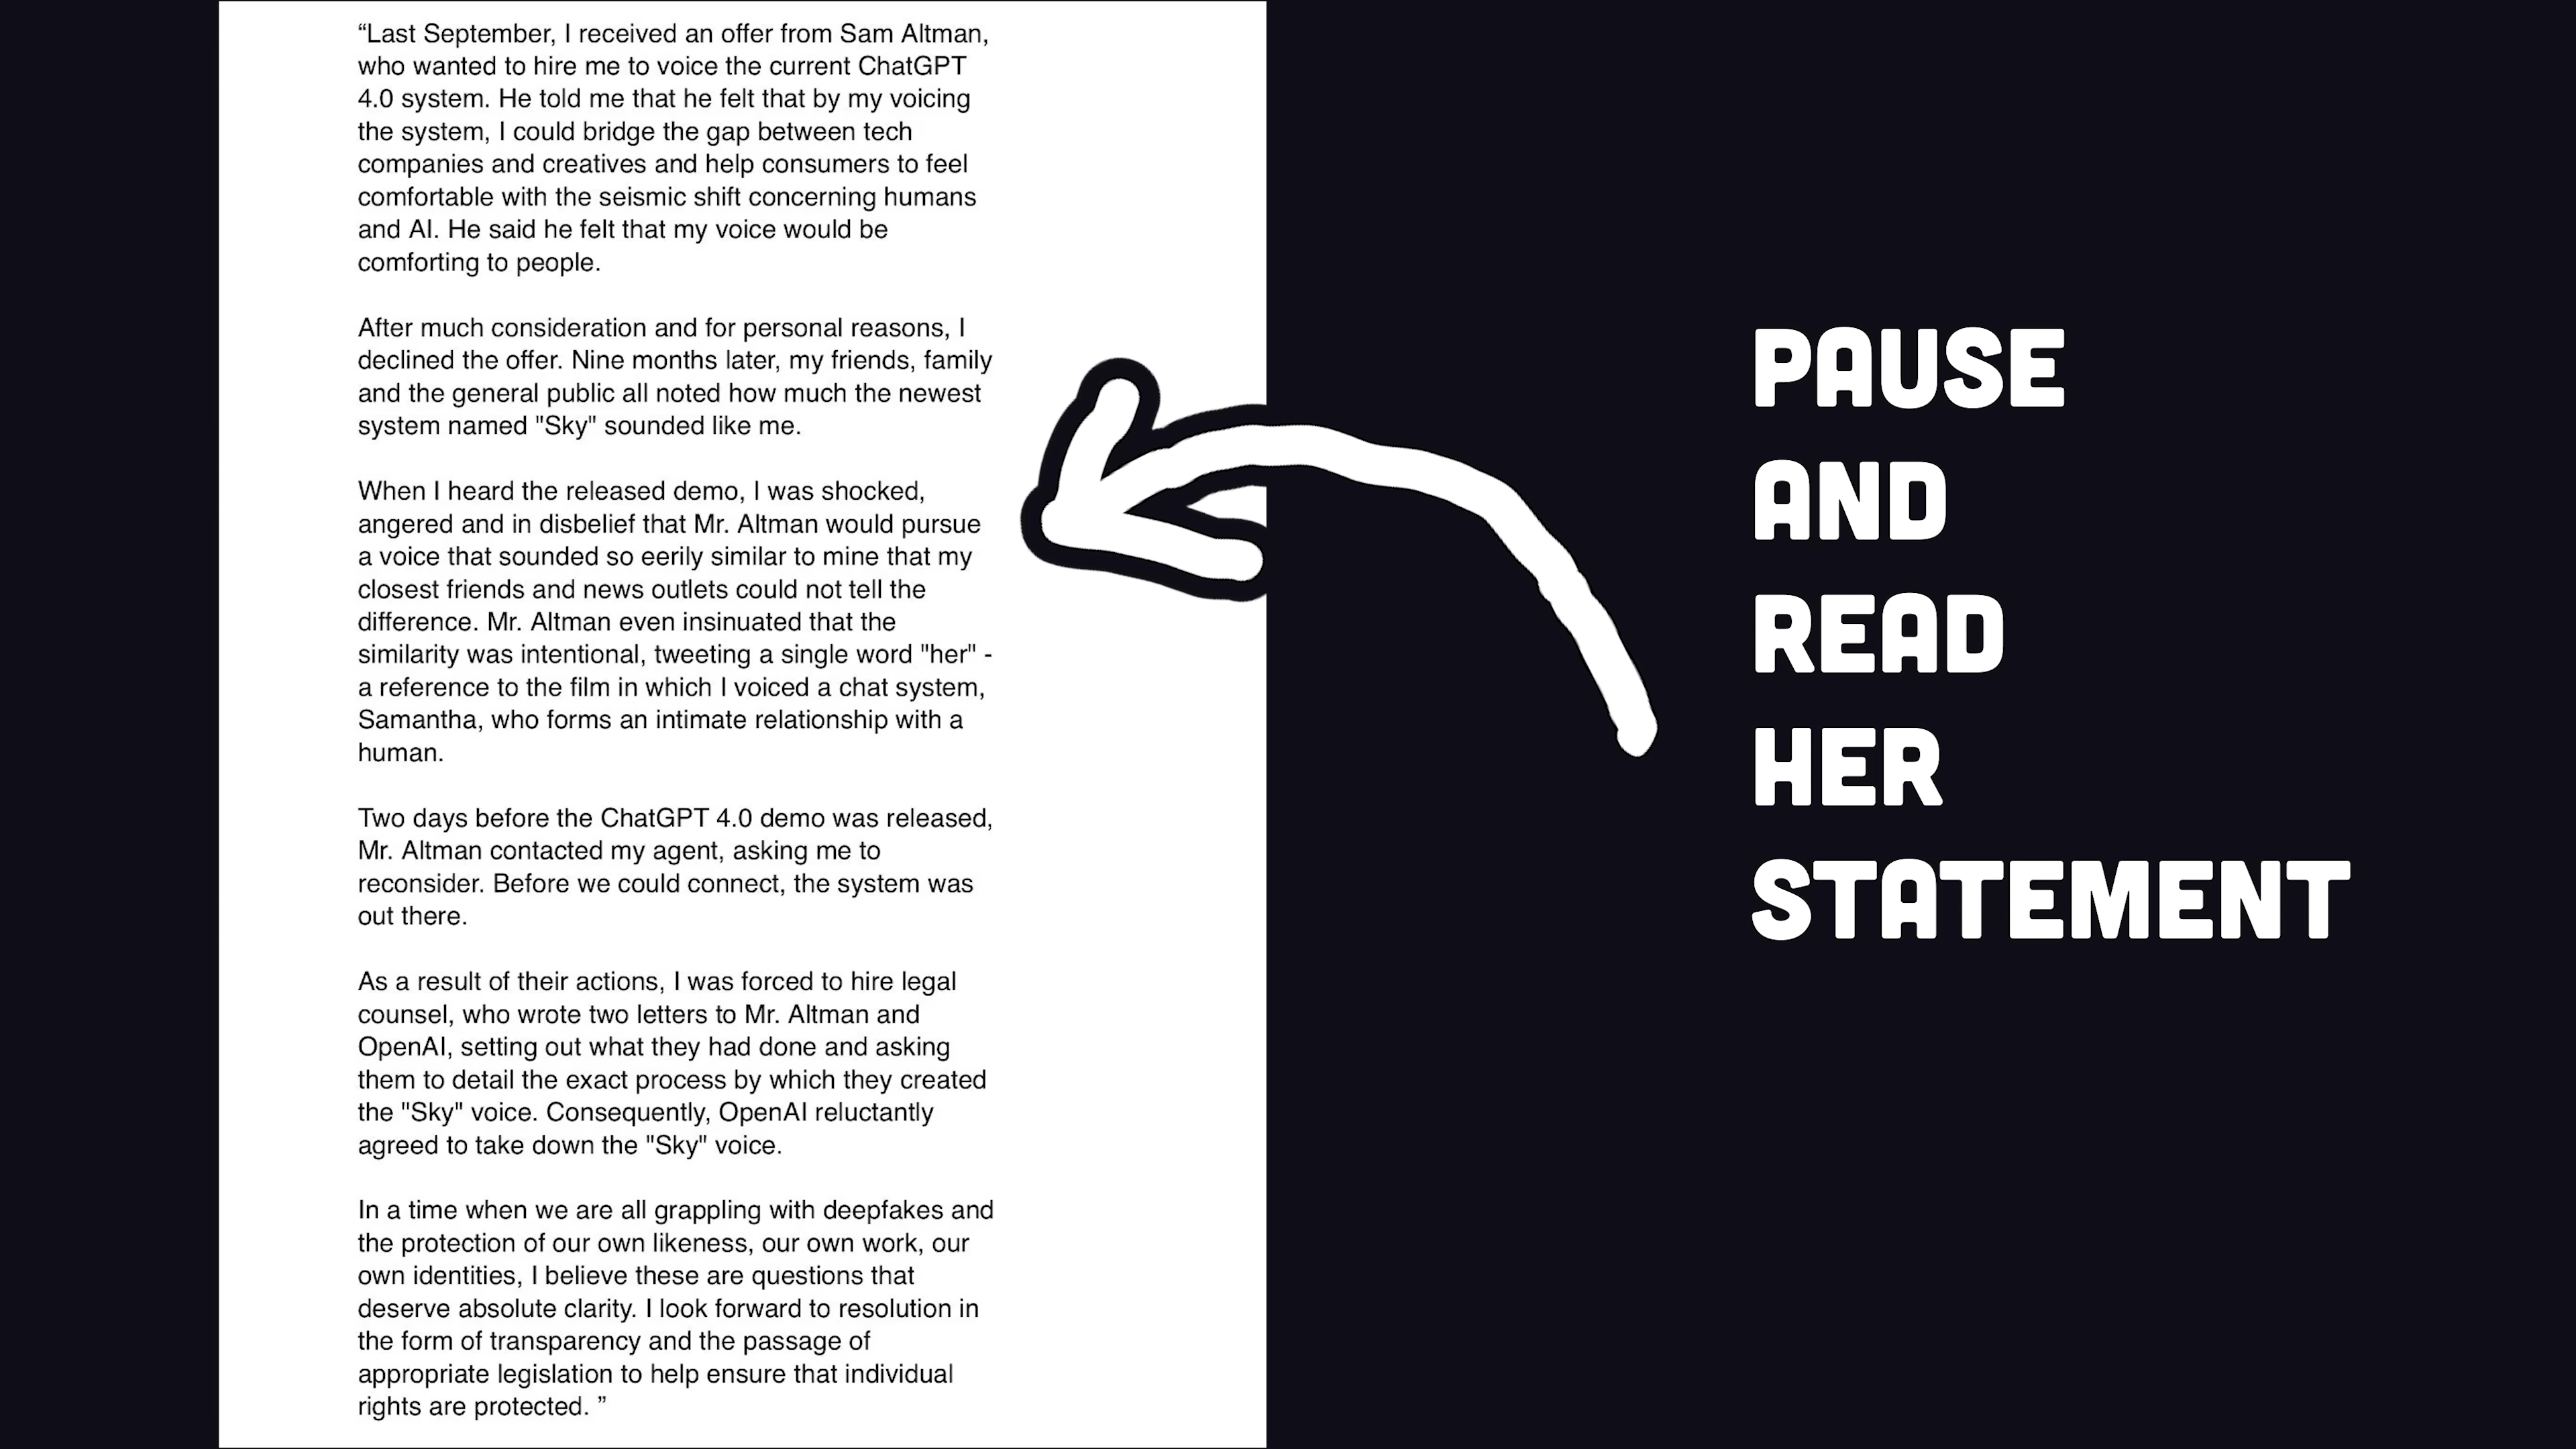 “Last September, I received an offer from Sam Altman,
who wanted to hire me to voice the current ChatGPT
4.0 system. He told me that he felt that by my voicing
the system, I could bridge the gap between tech
companies and creatives and help consumers to feel
comfortable with the seismic shift concerning humans
and AI. He said he felt that my voice would be
comforting to people.
After much consideration and for personal reasons, I
declined the offer. Nine months later, my friends, family
and the general public all noted how much the newest
system named "Sky" sounded like me.
When I heard the released demo, I was shocked,
angered and in disbelief that Mr. Altman would pursue
a voice that sounded so eerily similar to mine that my
closest friends and news outlets could not tell the
difference. Mr. Altman even insinuated that the
similarity was intentional, tweeting a single word "her" -
a reference to the film in which I voiced a chat system,
Samantha, who forms an intimate relationship with a
human.
Two days before the ChatGPT 4.0 demo was released,
Mr. Altman contacted my agent, asking me to
reconsider. Before we could connect, the system was
out there.
As a result of their actions, I was forced to hire legal
counsel, who wrote two letters to Mr. Altman and
OpenAI, setting out what they had done and asking
them to detail the exact process by which they created
the "Sky" voice. Consequently, OpenAI reluctantly
agreed to take down the "Sky" voice.
In a time when we are all grappling with deepfakes and
the protection of our own likeness, our own work, our
own identities, I believe these are questions that
deserve absolute clarity. I look forward to resolution in
the form of transparency and the passage of
appropriate legislation to help ensure that individual
rights are protected. ”
PAUSE
AND
READ
HER
STATEMENT